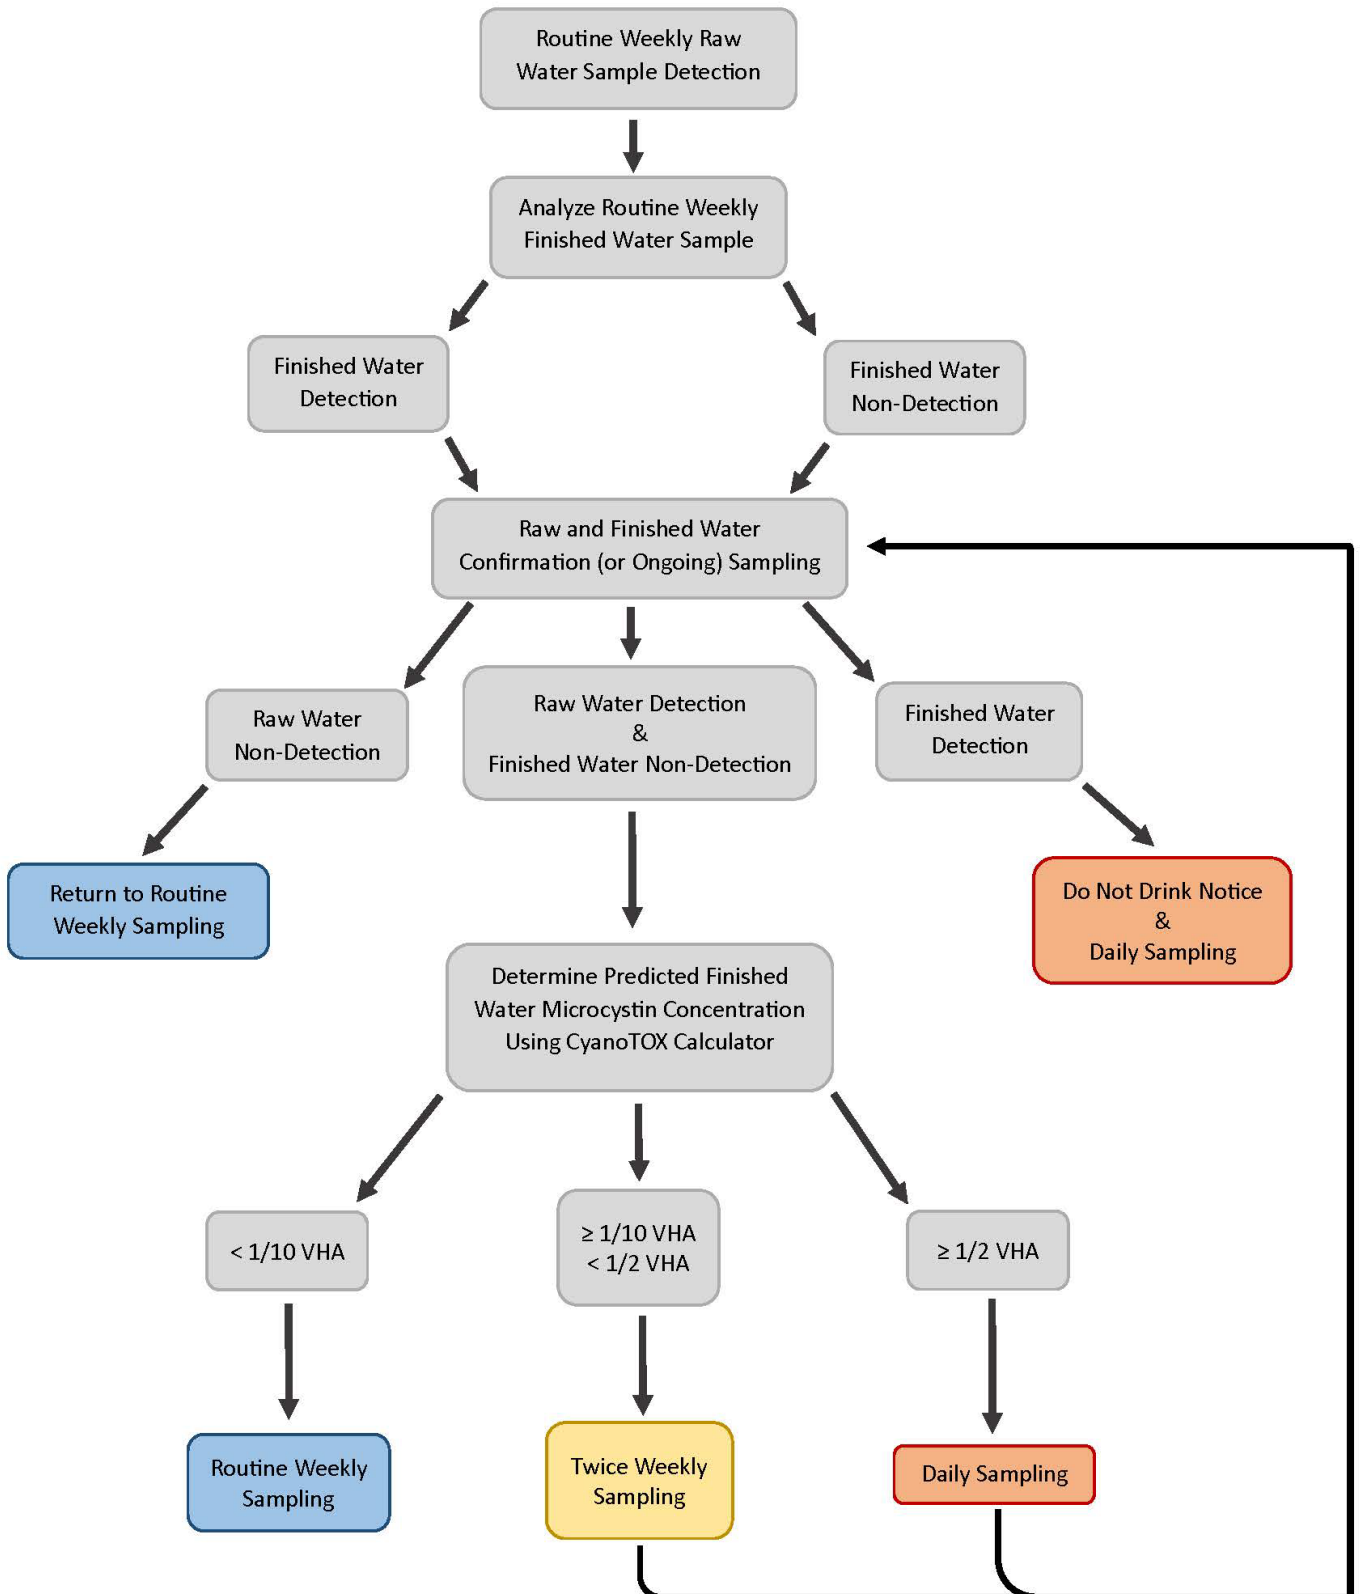 Routine Weekly Raw
Water Sample Detection
Analyze Routine Weekly
Finished Water Sample
Finished Water
Detection
Finished Water
Non-Detection
Raw and Finished Water
Confirmation (or Ongoing) Sampling
Raw Water
Non-Detection
Raw Water Detection
&
Finished Water Non-Detection
Finished Water
Detection
Return to Routine
Weekly Sampling
Do Not Drink Notice
&
Daily Sampling
Determine Predicted Finished
Water Microcystin Concentration
Using CyanoTOX Calculator
< 1/10 VHA
≥ 1/10 VHA
< 1/2 VHA
≥ 1/2 VHA
Routine Weekly
Sampling
Twice Weekly
Sampling
Daily Sampling